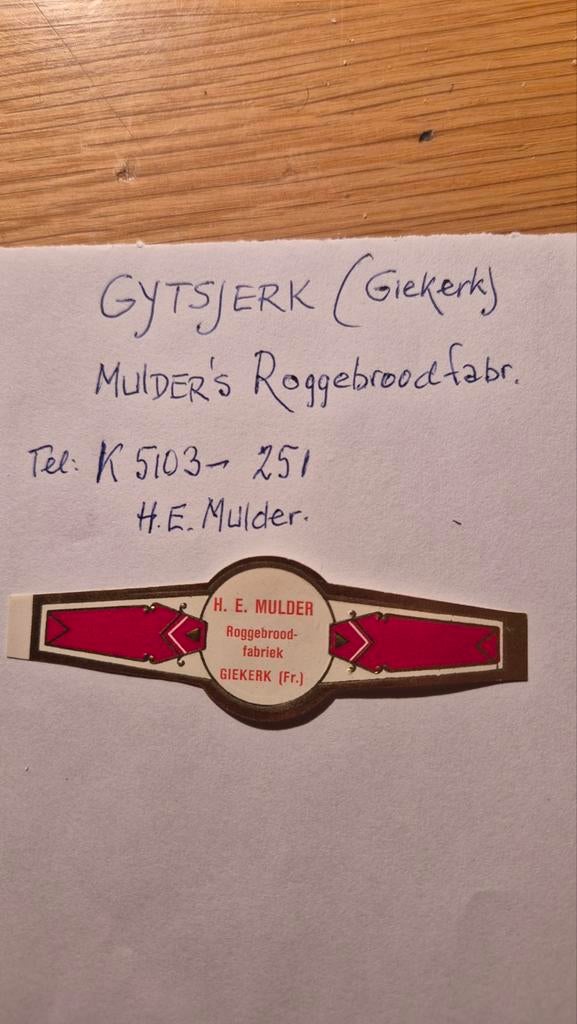 GYTSJERK (Giekerk)
MULDER'S Roggebroodfabr.
Tel: K 5103 - 251
H.E. Mulder.
H. E. MULDER
Roggebrood-
fabriek
GIEKERK (Fr.)